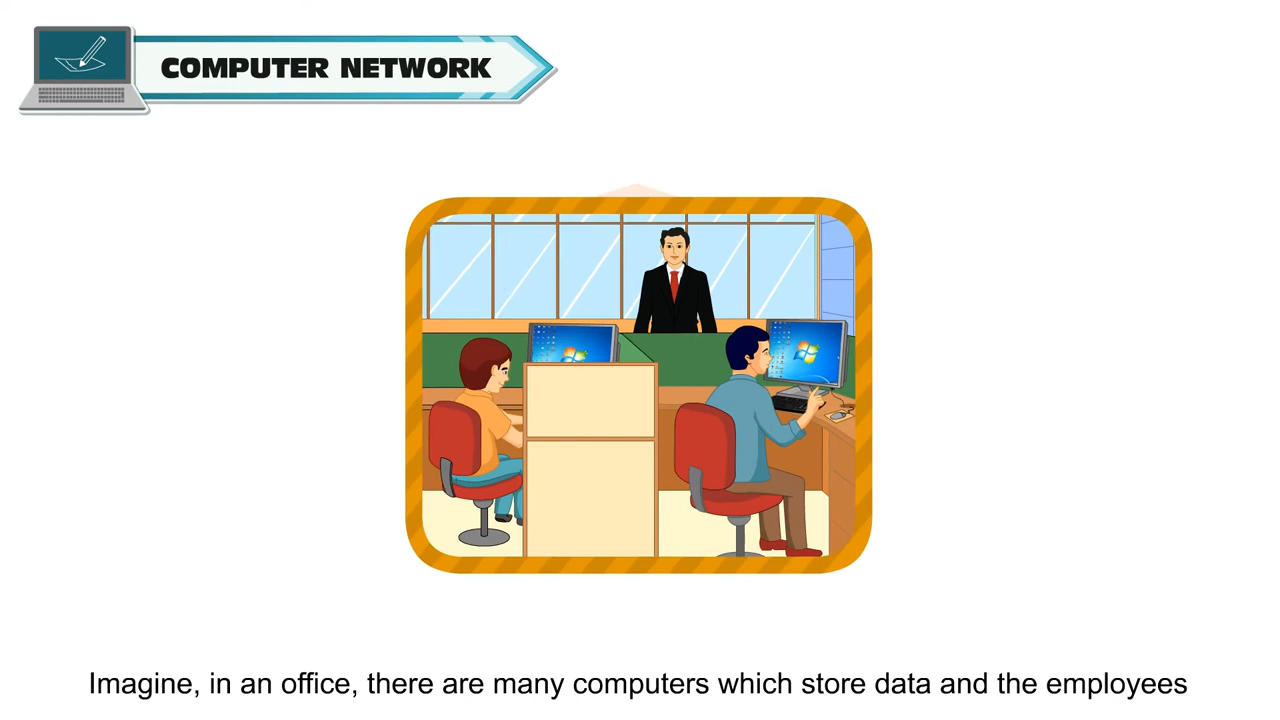 COMPUTER NETWORK
Imagine, in an office, there are many computers which store data and the employees